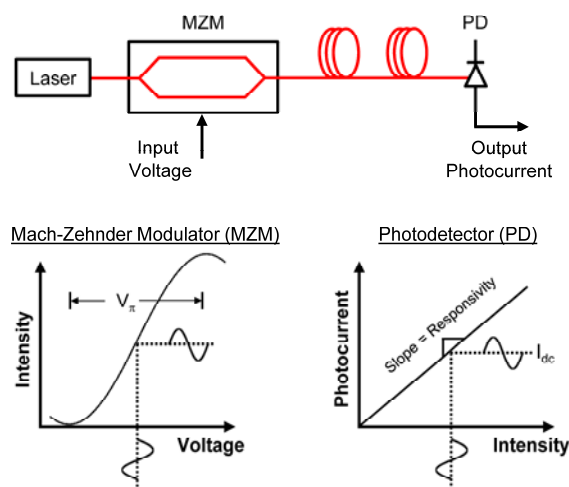 MZM
PD
Laser
Input
Voltage
Output
Photocurrent
Mach-Zehnder Modulator (MZM)
Photodetector (PD)
Intensity
Vπ
Voltage
Photocurrent
Slope = Responsivity
Idc
Intensity